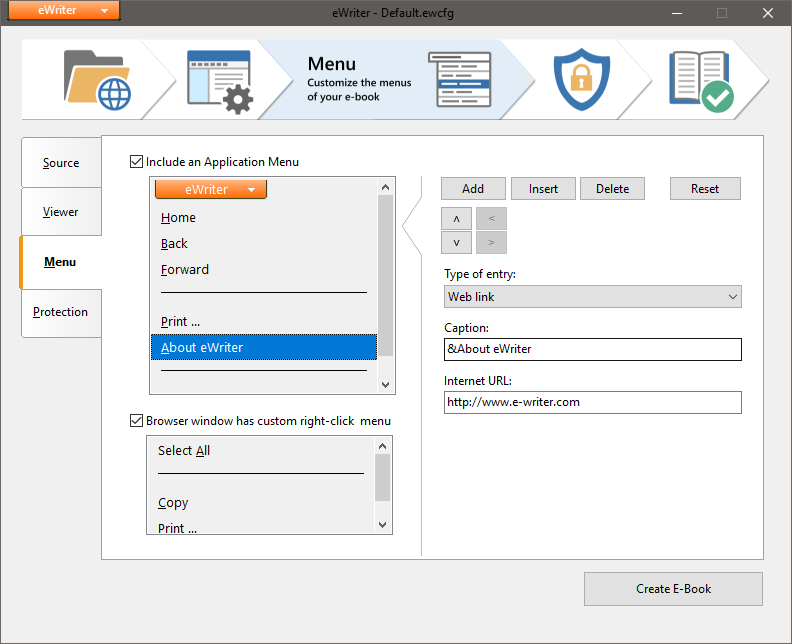 eWriter
eWriter - Default.ewcfg
Menu
Customize the menus
of your e-book
Source
Viewer
Menu
Protection
Include an Application Menu
eWriter
Home
Back
Forward
Print ...
About eWriter
Browser window has custom right-click menu
Select All
Copy
Print ...
Add
Insert
Delete
Reset
˄
<
˅
>
Type of entry:
Web link
Caption:
&About eWriter
Internet URL:
http://www.e-writer.com
Create E-Book